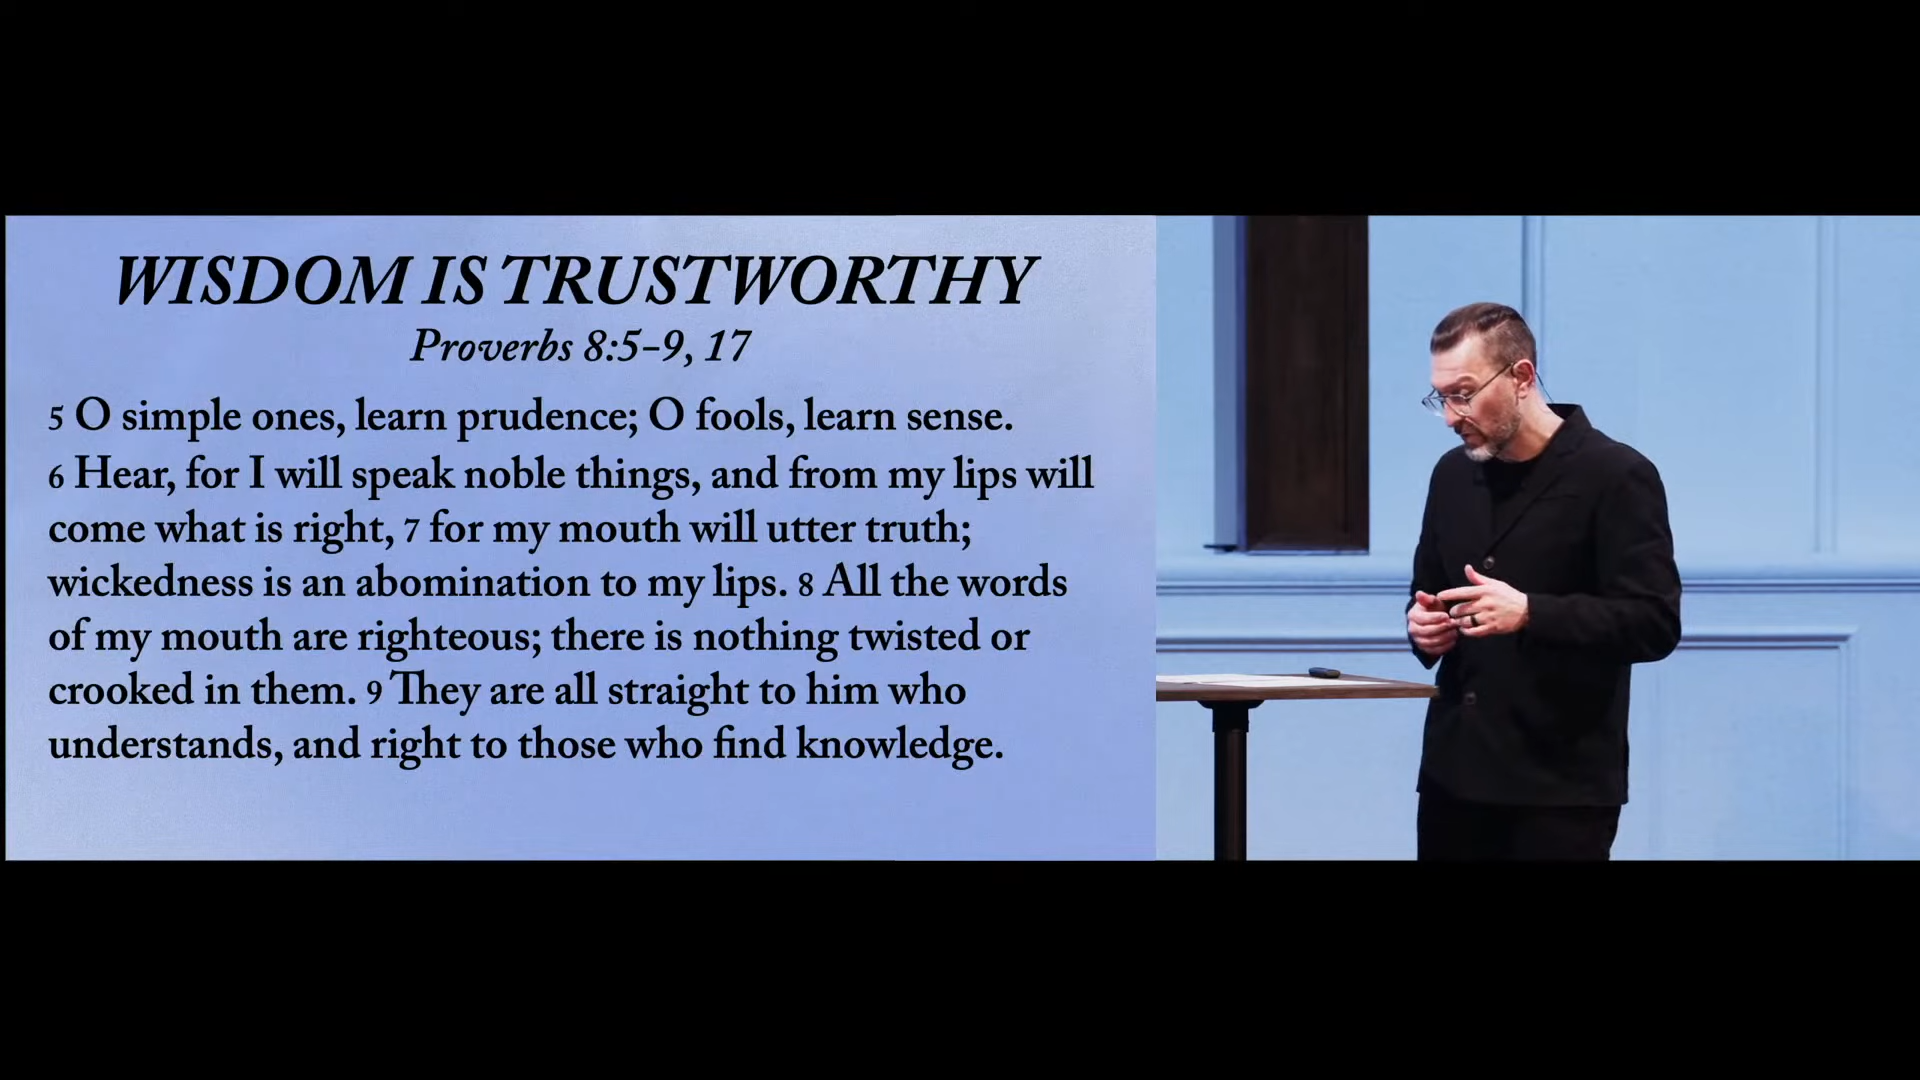 WISDOM IS TRUSTWORTHY
Proverbs 8:5-9, 17
5 O simple ones, learn prudence; O fools, learn sense.
6 Hear, for I will speak noble things, and from my lips will
come what is right, 7 for my mouth will utter truth;
wickedness is an abomination to my lips. 8 All the words
of my mouth are righteous; there is nothing twisted or
crooked in them. 9 They are all straight to him who
understands, and right to those who find knowledge.